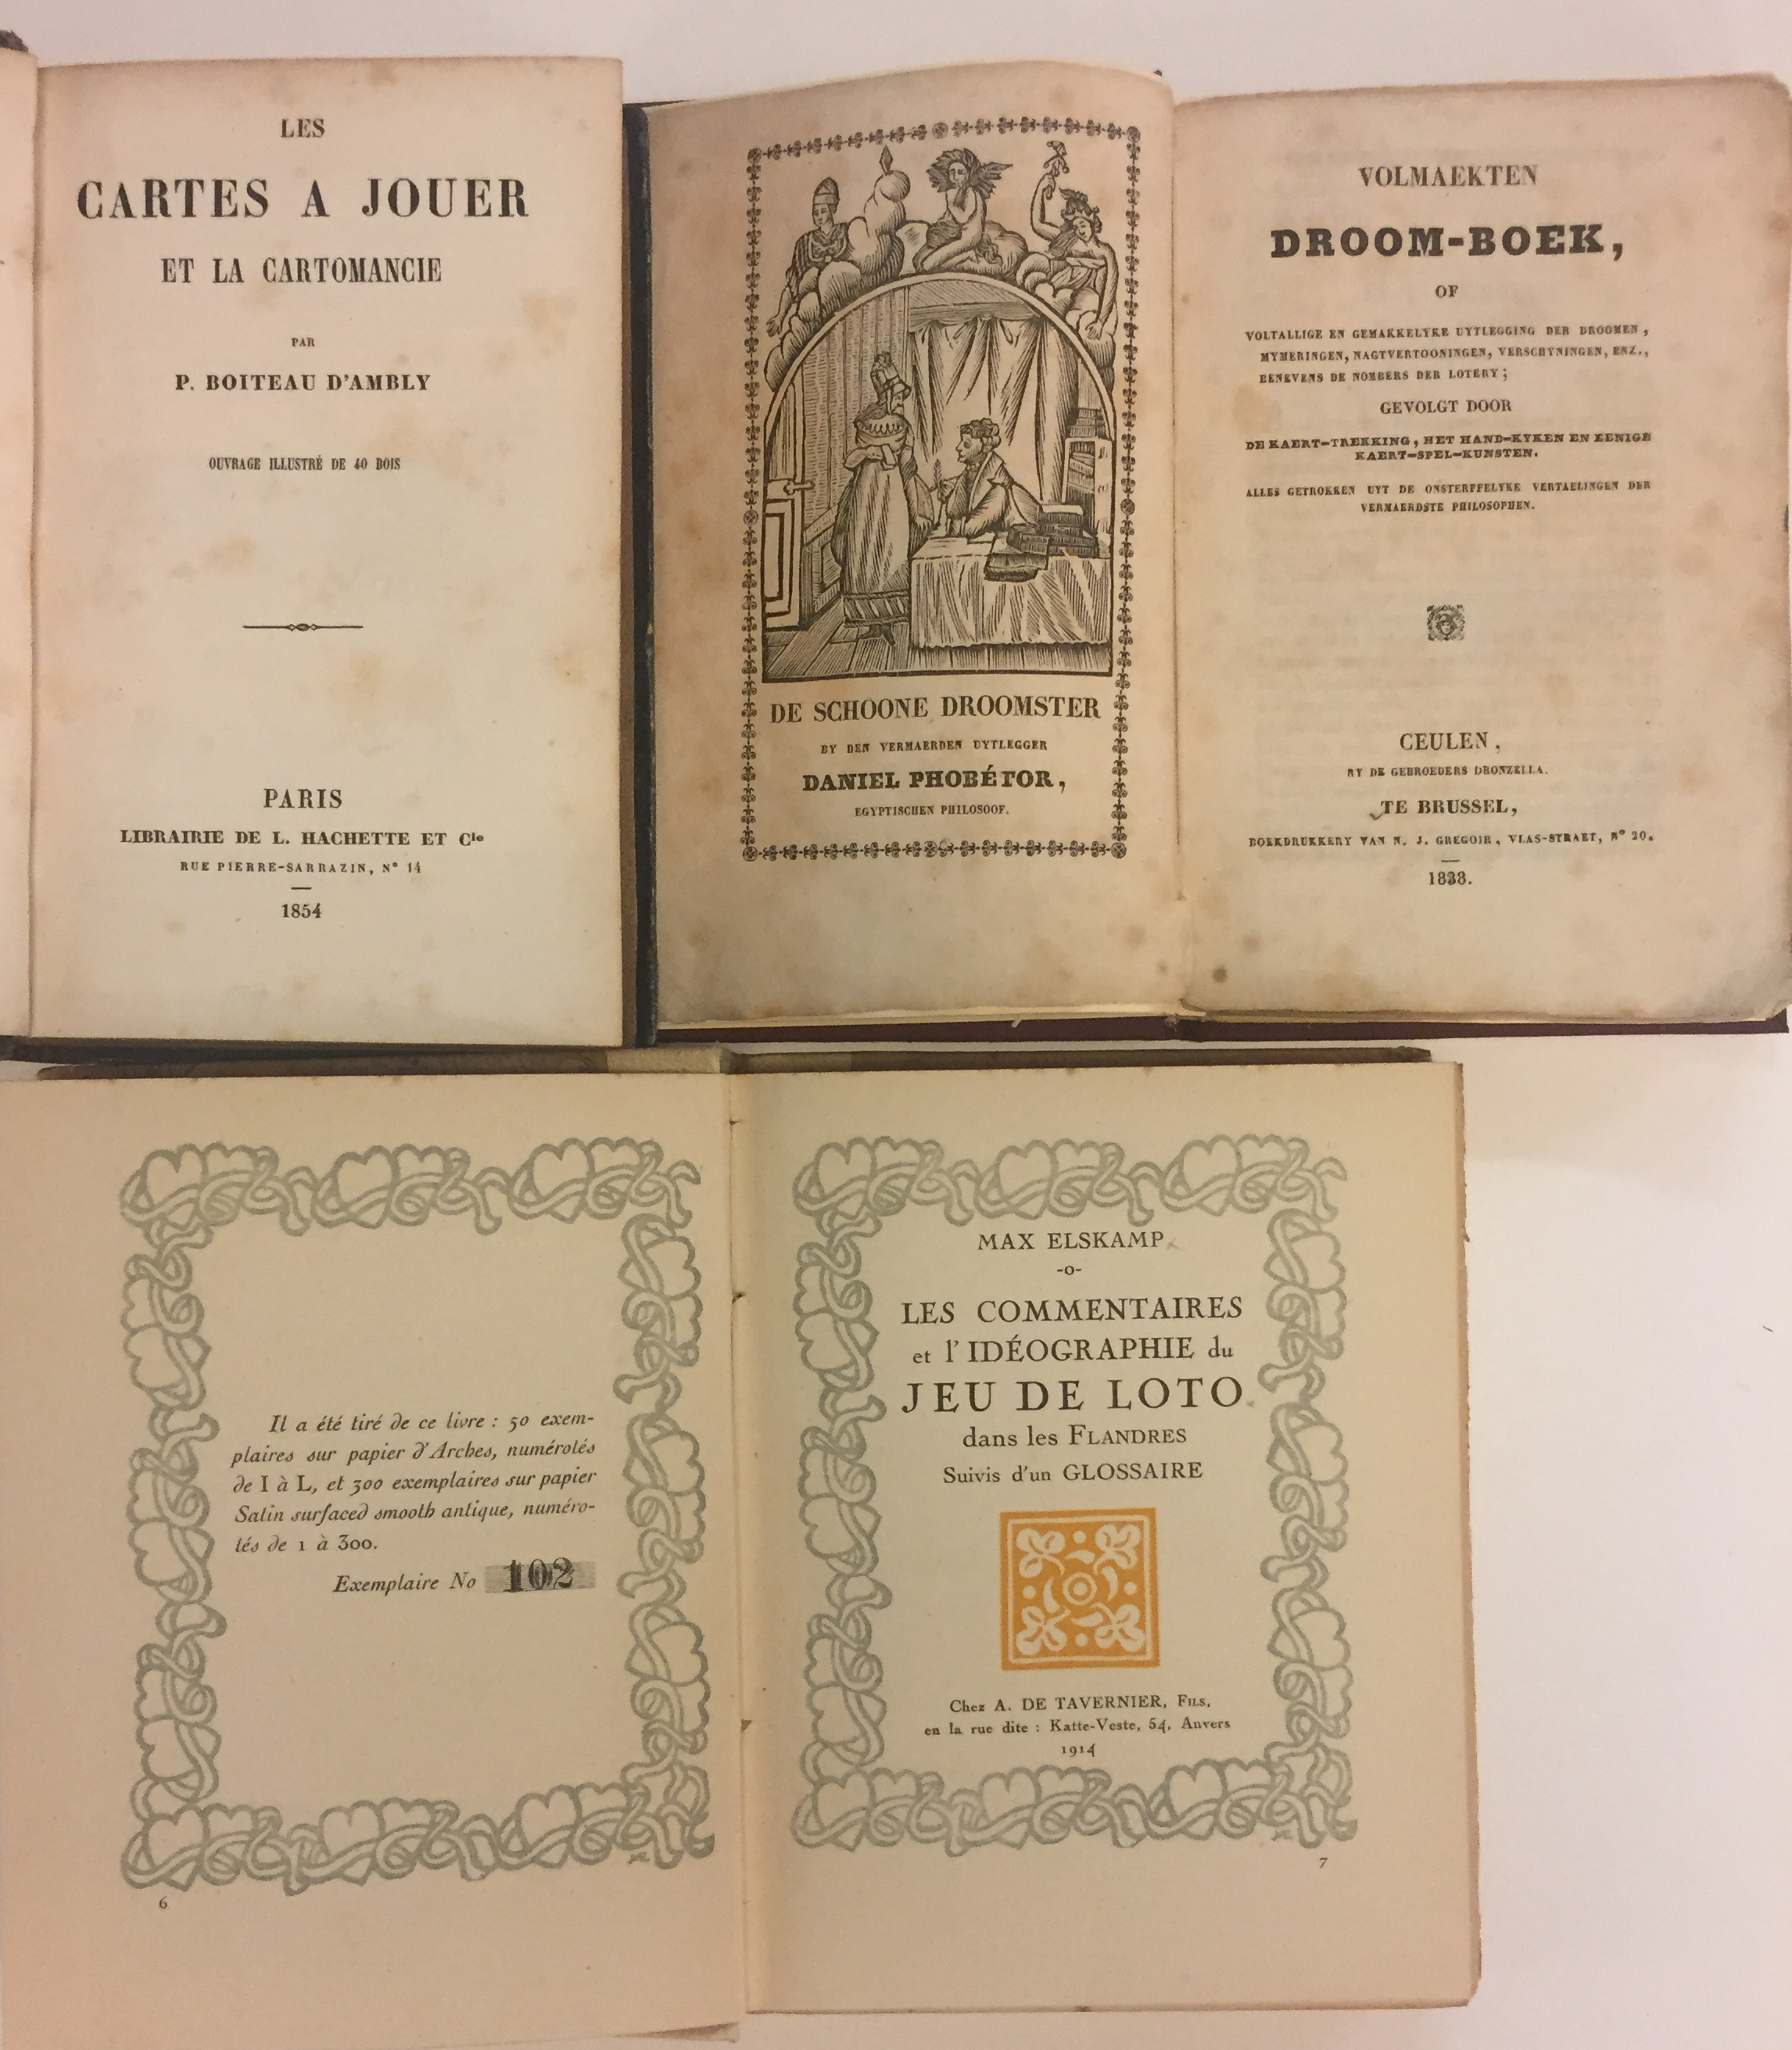 LES
CARTES A JOUER
ET LA CARTOMANCIE
PAR
P. BOITEAU D'AMBLY
OUVRAGE ILLUSTRÉ DE 40 BOIS
PARIS
LIBRAIRIE DE L. HACHETTE ET Cie
RUE PIERRE-SARRAZIN, N° 14
1854
DE SCHOONE DROOMSTER
BY DEN VERMAERDEN UYTLEGGER
DANIEL PHOBÉTOR,
EGYPTISCHEN PHILOSOOF.
VOLMAEKTEN
DROOM-BOEK,
OF
VOLTALLIGE EN GEMAKKELYKE UYTLEGGING DER DROOMEN,
MYMERINGEN, NAGTVERTOONINGEN, VERSCHYNINGEN, ENZ.,
BENEVENS DE NOMBERS DER LOTERY;
GEVOLGT DOOR
DE KAERT-TREKKING, HET HAND-KYKEN EN EENIGE
KAERT-SPEL-KUNSTEN.
ALLES GETROKKEN UYT DE ONSTERFFELYKE VERTAELINGEN DER
VERMAERDSTE PHILOSOPHEN.
CEULEN,
BY DE GEBROEDERS DRONZELLA.
TE BRUSSEL,
BOEKDRUKKERY VAN N. J. GREGOIR, VLAS-STRAET, N° 20.
1838.
Il a été tiré de ce livre : 50 exem-
plaires sur papier d'Arches, numérotés
de I à L, et 300 exemplaires sur papier
Satin surfaced smooth antique, numéro-
tés de 1 à 300.
Exemplaire No 102
6
MAX ELSKAMP
-o-
LES COMMENTAIRES
et l'IDÉOGRAPHIE du
JEU DE LOTO
dans les FLANDRES
Suivis d'un GLOSSAIRE
Chez A. DE TAVERNIER, FILS,
en la rue dite : Katte-Veste, 54, Anvers
1914
7